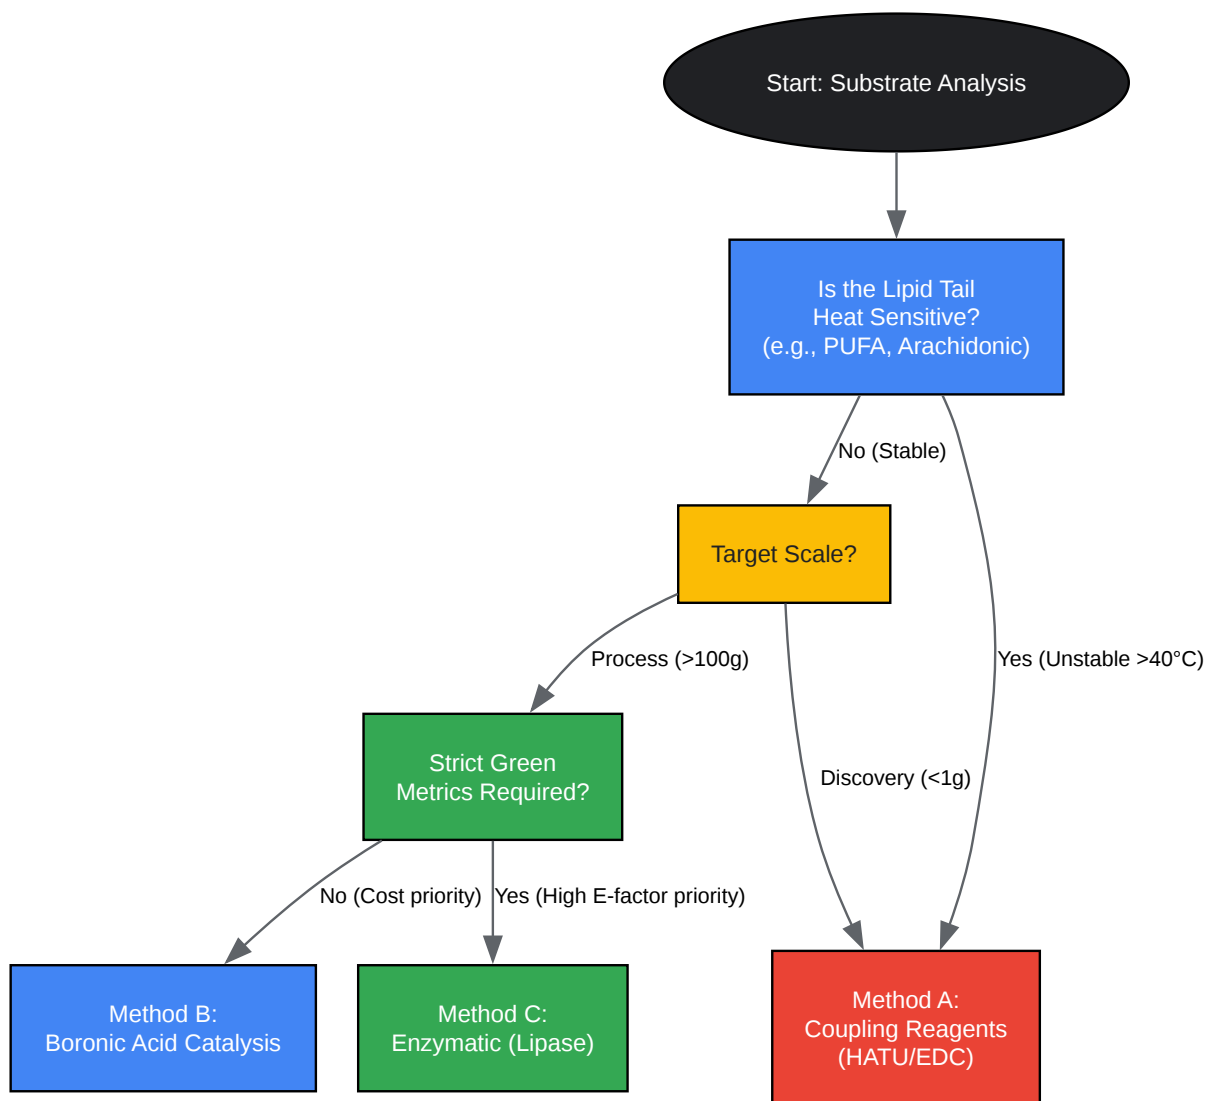 Start: Substrate Analysis
Is the Lipid Tail
Heat Sensitive?
(e.g., PUFA, Arachidonic)
No (Stable)
Target Scale?
Process (>100g)
Yes (Unstable >40°C)
Strict Green
Metrics Required?
Discovery (<1g)
No (Cost priority)
Yes (High E-factor priority)
Method B:
Boronic Acid Catalysis
Method C:
Enzymatic (Lipase)
Method A:
Coupling Reagents
(HATU/EDC)